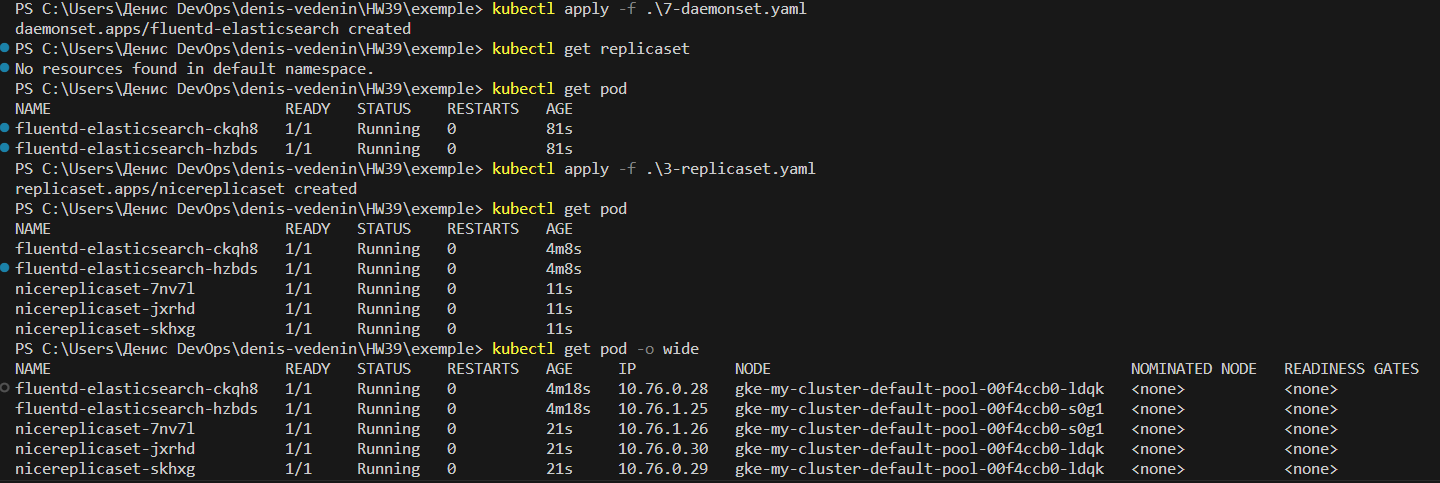 PS C:\Users\Денис DevOps\denis-vedenin\HW39\exemple> kubectl apply -f .\7-daemonset.yaml
daemonset.apps/fluentd-elasticsearch created
PS C:\Users\Денис DevOps\denis-vedenin\HW39\exemple> kubectl get replicaset
No resources found in default namespace.
PS C:\Users\Денис DevOps\denis-vedenin\HW39\exemple> kubectl get pod
NAME                          READY   STATUS    RESTARTS   AGE
fluentd-elasticsearch-ckqh8   1/1     Running   0          81s
fluentd-elasticsearch-hzbds   1/1     Running   0          81s
PS C:\Users\Денис DevOps\denis-vedenin\HW39\exemple> kubectl apply -f .\3-replicaset.yaml
replicaset.apps/nicereplicaset created
PS C:\Users\Денис DevOps\denis-vedenin\HW39\exemple> kubectl get pod
NAME                          READY   STATUS    RESTARTS   AGE
fluentd-elasticsearch-ckqh8   1/1     Running   0          4m8s
fluentd-elasticsearch-hzbds   1/1     Running   0          4m8s
nicereplicaset-7nv7l          1/1     Running   0          11s
nicereplicaset-jxrhd          1/1     Running   0          11s
nicereplicaset-skhxg          1/1     Running   0          11s
PS C:\Users\Денис DevOps\denis-vedenin\HW39\exemple> kubectl get pod -o wide
NAME                          READY   STATUS    RESTARTS   AGE     IP           NODE                                        NOMINATED NODE   READINESS GATES
fluentd-elasticsearch-ckqh8   1/1     Running   0          4m18s   10.76.0.28   gke-my-cluster-default-pool-00f4ccb0-ldqk   <none>           <none>
fluentd-elasticsearch-hzbds   1/1     Running   0          4m18s   10.76.1.25   gke-my-cluster-default-pool-00f4ccb0-s0g1   <none>           <none>
nicereplicaset-7nv7l          1/1     Running   0          21s     10.76.1.26   gke-my-cluster-default-pool-00f4ccb0-s0g1   <none>           <none>
nicereplicaset-jxrhd          1/1     Running   0          21s     10.76.0.30   gke-my-cluster-default-pool-00f4ccb0-ldqk   <none>           <none>
nicereplicaset-skhxg          1/1     Running   0          21s     10.76.0.29   gke-my-cluster-default-pool-00f4ccb0-ldqk   <none>           <none>